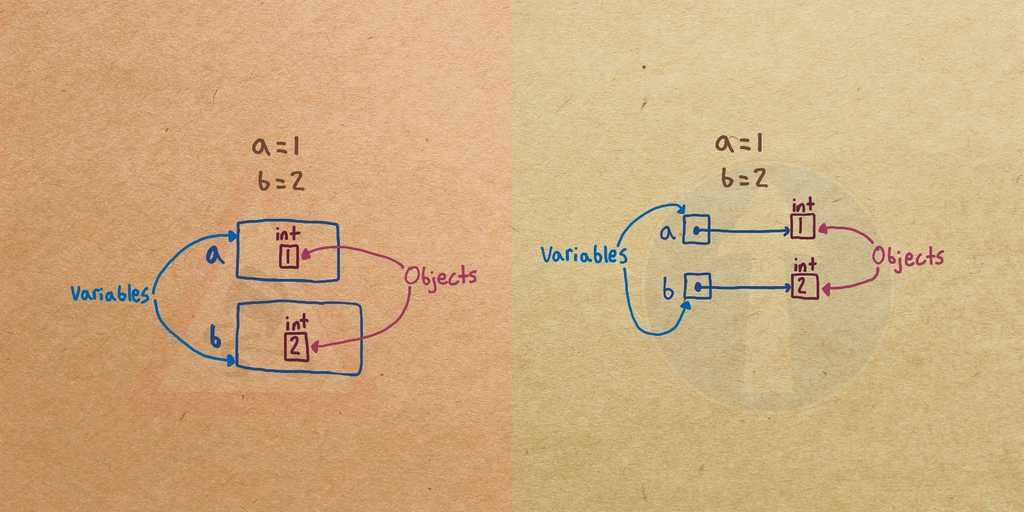 a=1
b=2
a
int
1
Variables
Objects
b
int
2
a=1
b=2
int
a
1
Variables
Objects
int
b
2